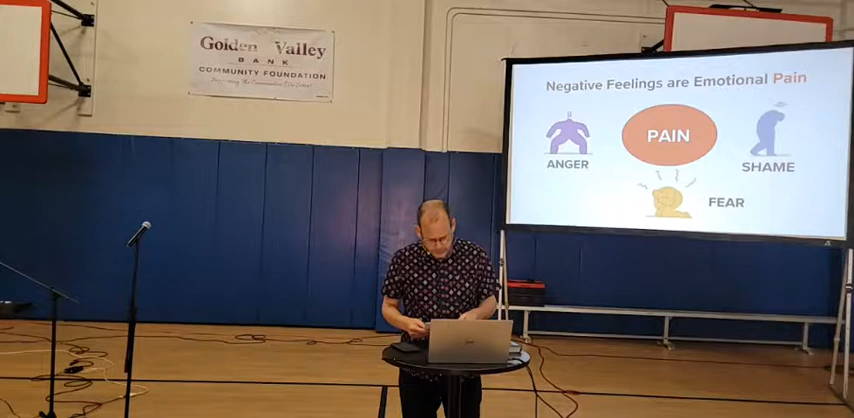 Golden Valley
BANK
COMMUNITY FOUNDATION
Negative Feelings are Emotional Pain
PAIN
ANGER
SHAME
FEAR